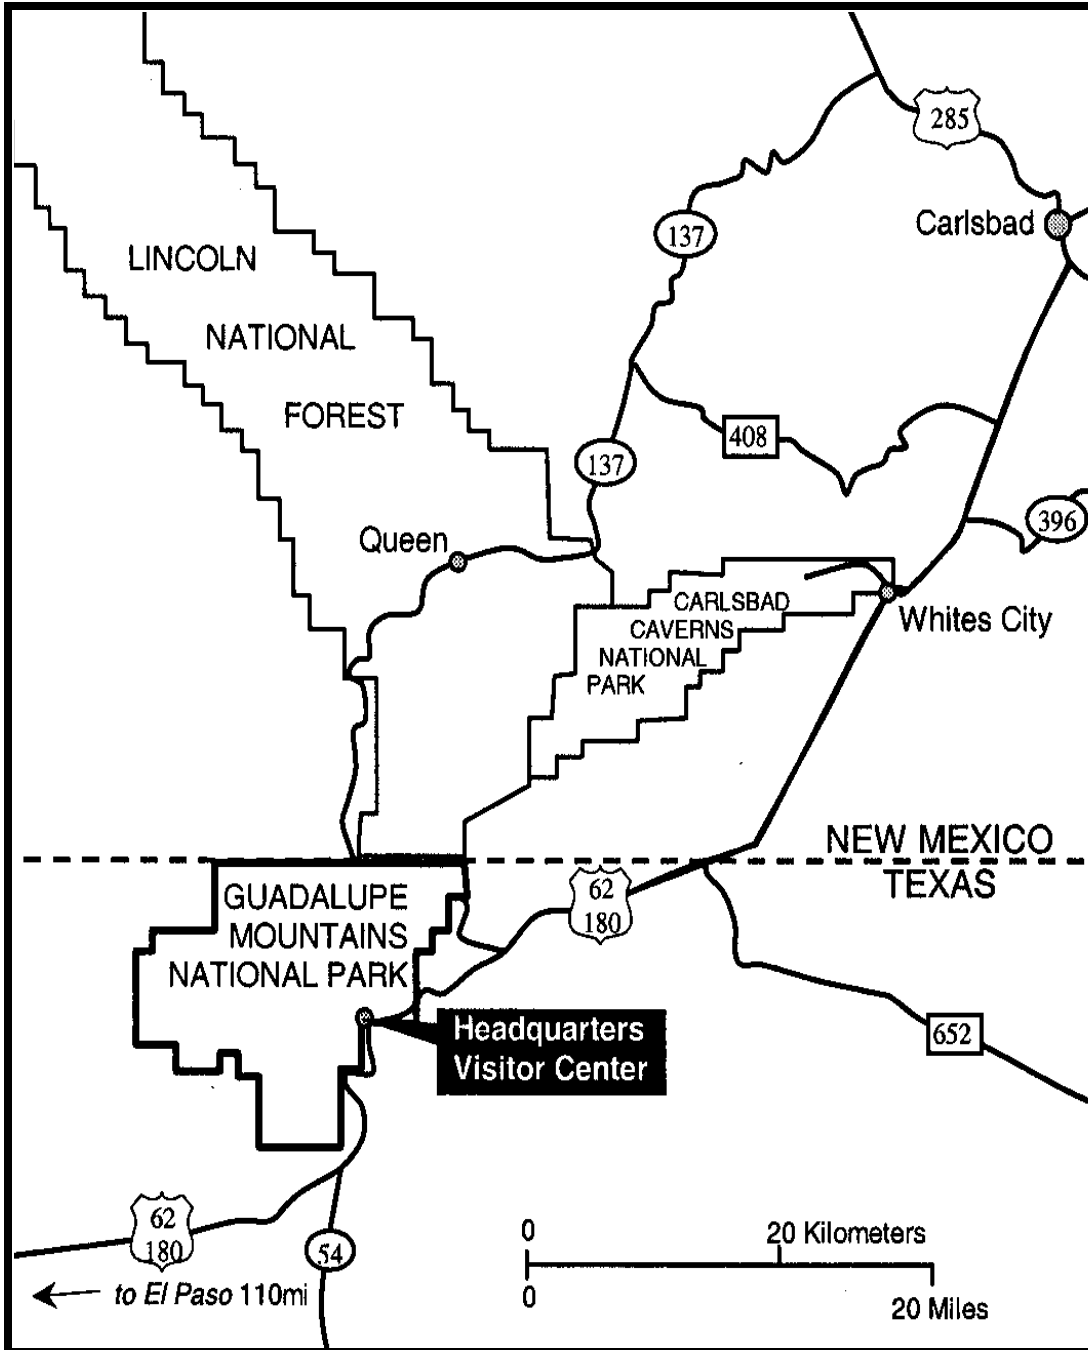 285
Carlsbad
137
LINCOLN
NATIONAL
FOREST
408
137
396
Queen
CARLSBAD
CAVERNS
NATIONAL
PARK
Whites City
NEW MEXICO
TEXAS
62
180
GUADALUPE
MOUNTAINS
NATIONAL PARK
Headquarters
Visitor Center
652
62
180
54
to El Paso 110mi
0
20 Kilometers
0
20 Miles